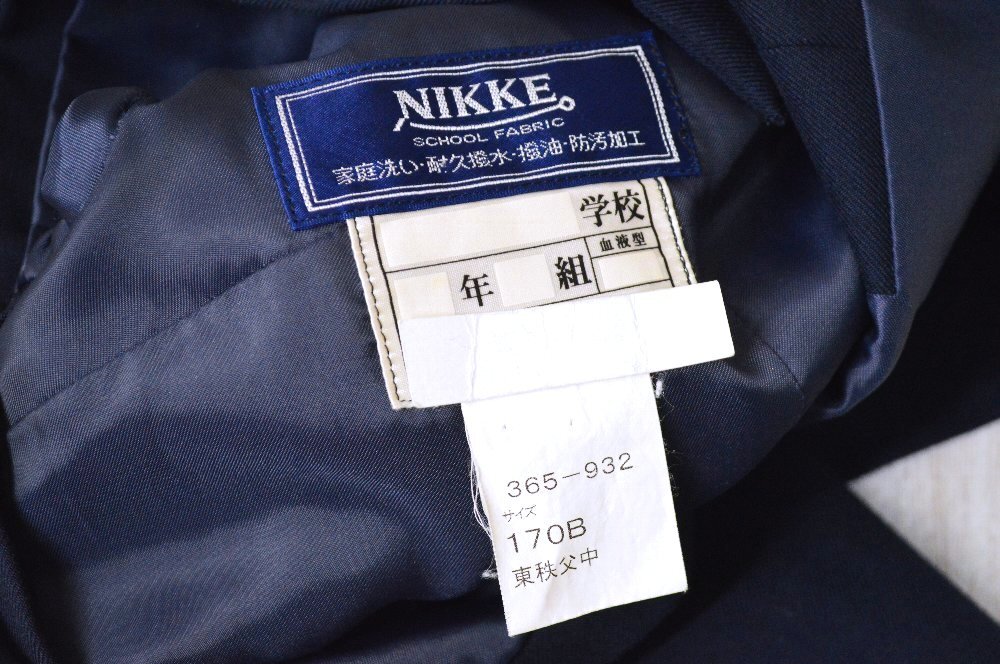 NIKKE
SCHOOL FABRIC
家庭洗い・耐久撥水・撥油・防汚加工
学校
血液型
年 組
365-932
サイズ
170B
東秩父中